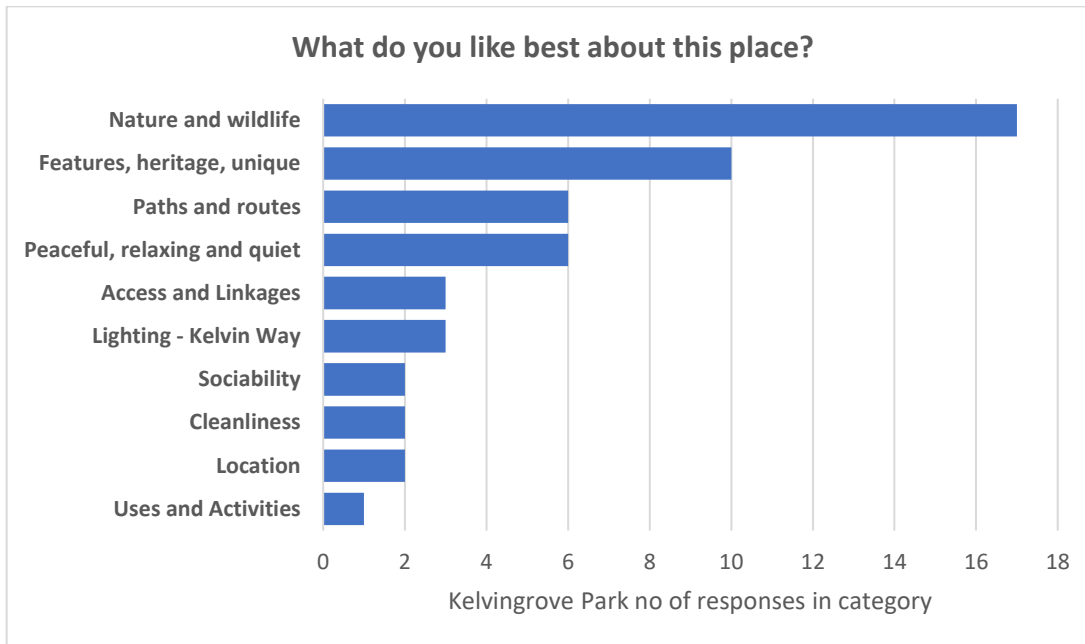 What do you like best about this place?
Nature and wildlife
Features, heritage, unique
Paths and routes
Peaceful, relaxing and quiet
Access and Linkages
Lighting - Kelvin Way
Sociability
Cleanliness
Location
Uses and Activities
0 2 4 6 8 10 12 14 16 18
Kelvingrove Park no of responses in category